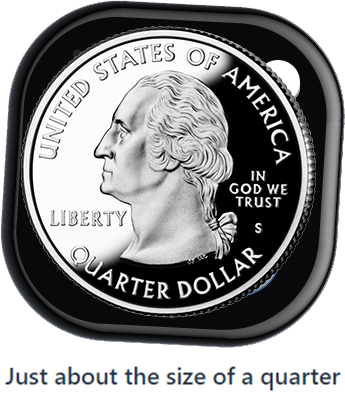 UNITED STATES OF AMERICA
LIBERTY
IN
GOD WE
TRUST
S
QUARTER DOLLAR
Just about the size of a quarter